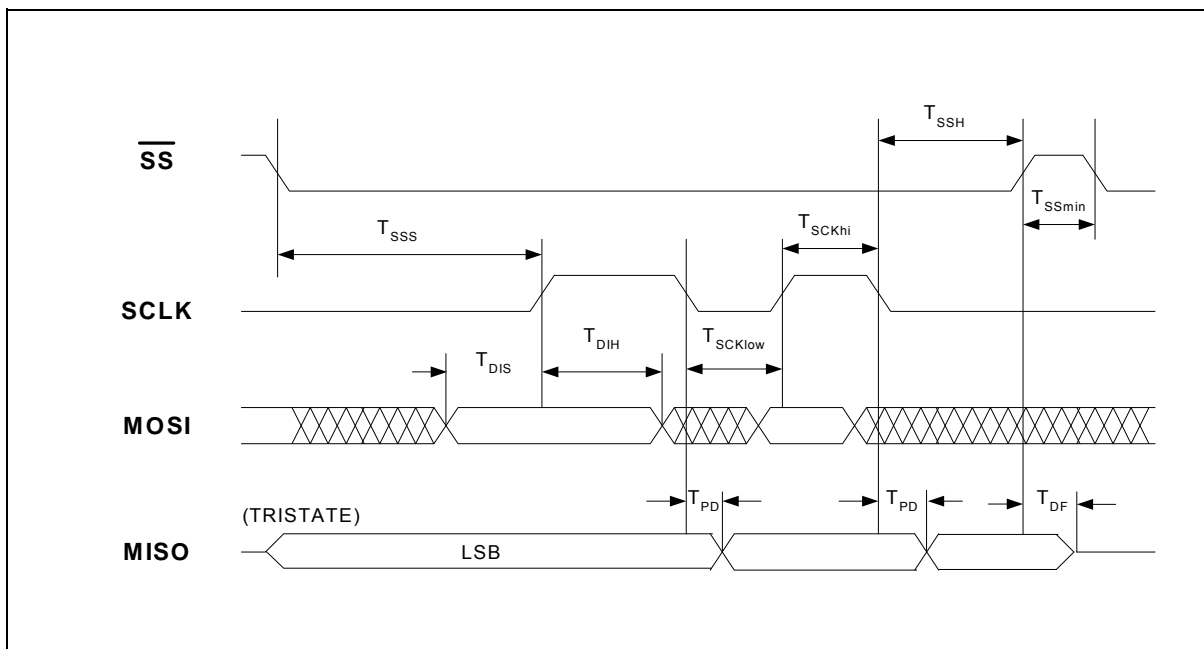 T_SSH
SS
T_SSmin
T_SSS
T_SCKhi
SCLK
T_DIH
T_SCKlow
T_DIS
MOSI
T_PD
T_PD
T_DF
(TRISTATE)
MISO
LSB